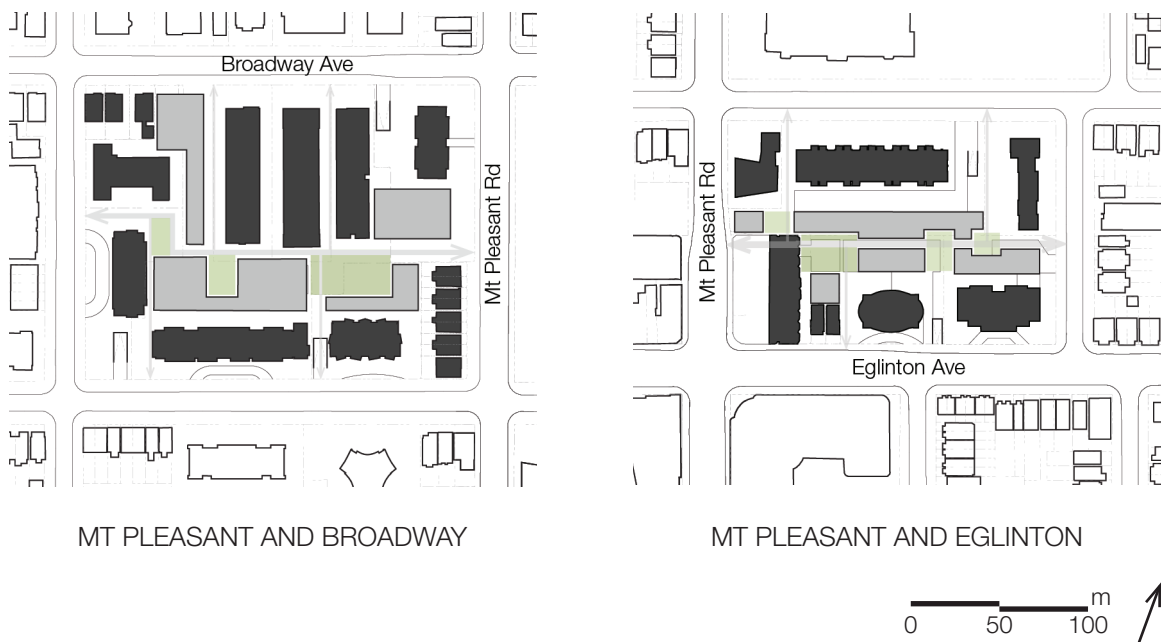 Broadway Ave
Mt Pleasant Rd
MT PLEASANT AND BROADWAY
Mt Pleasant Rd
Eglinton Ave
MT PLEASANT AND EGLINTON
m
0 50 100